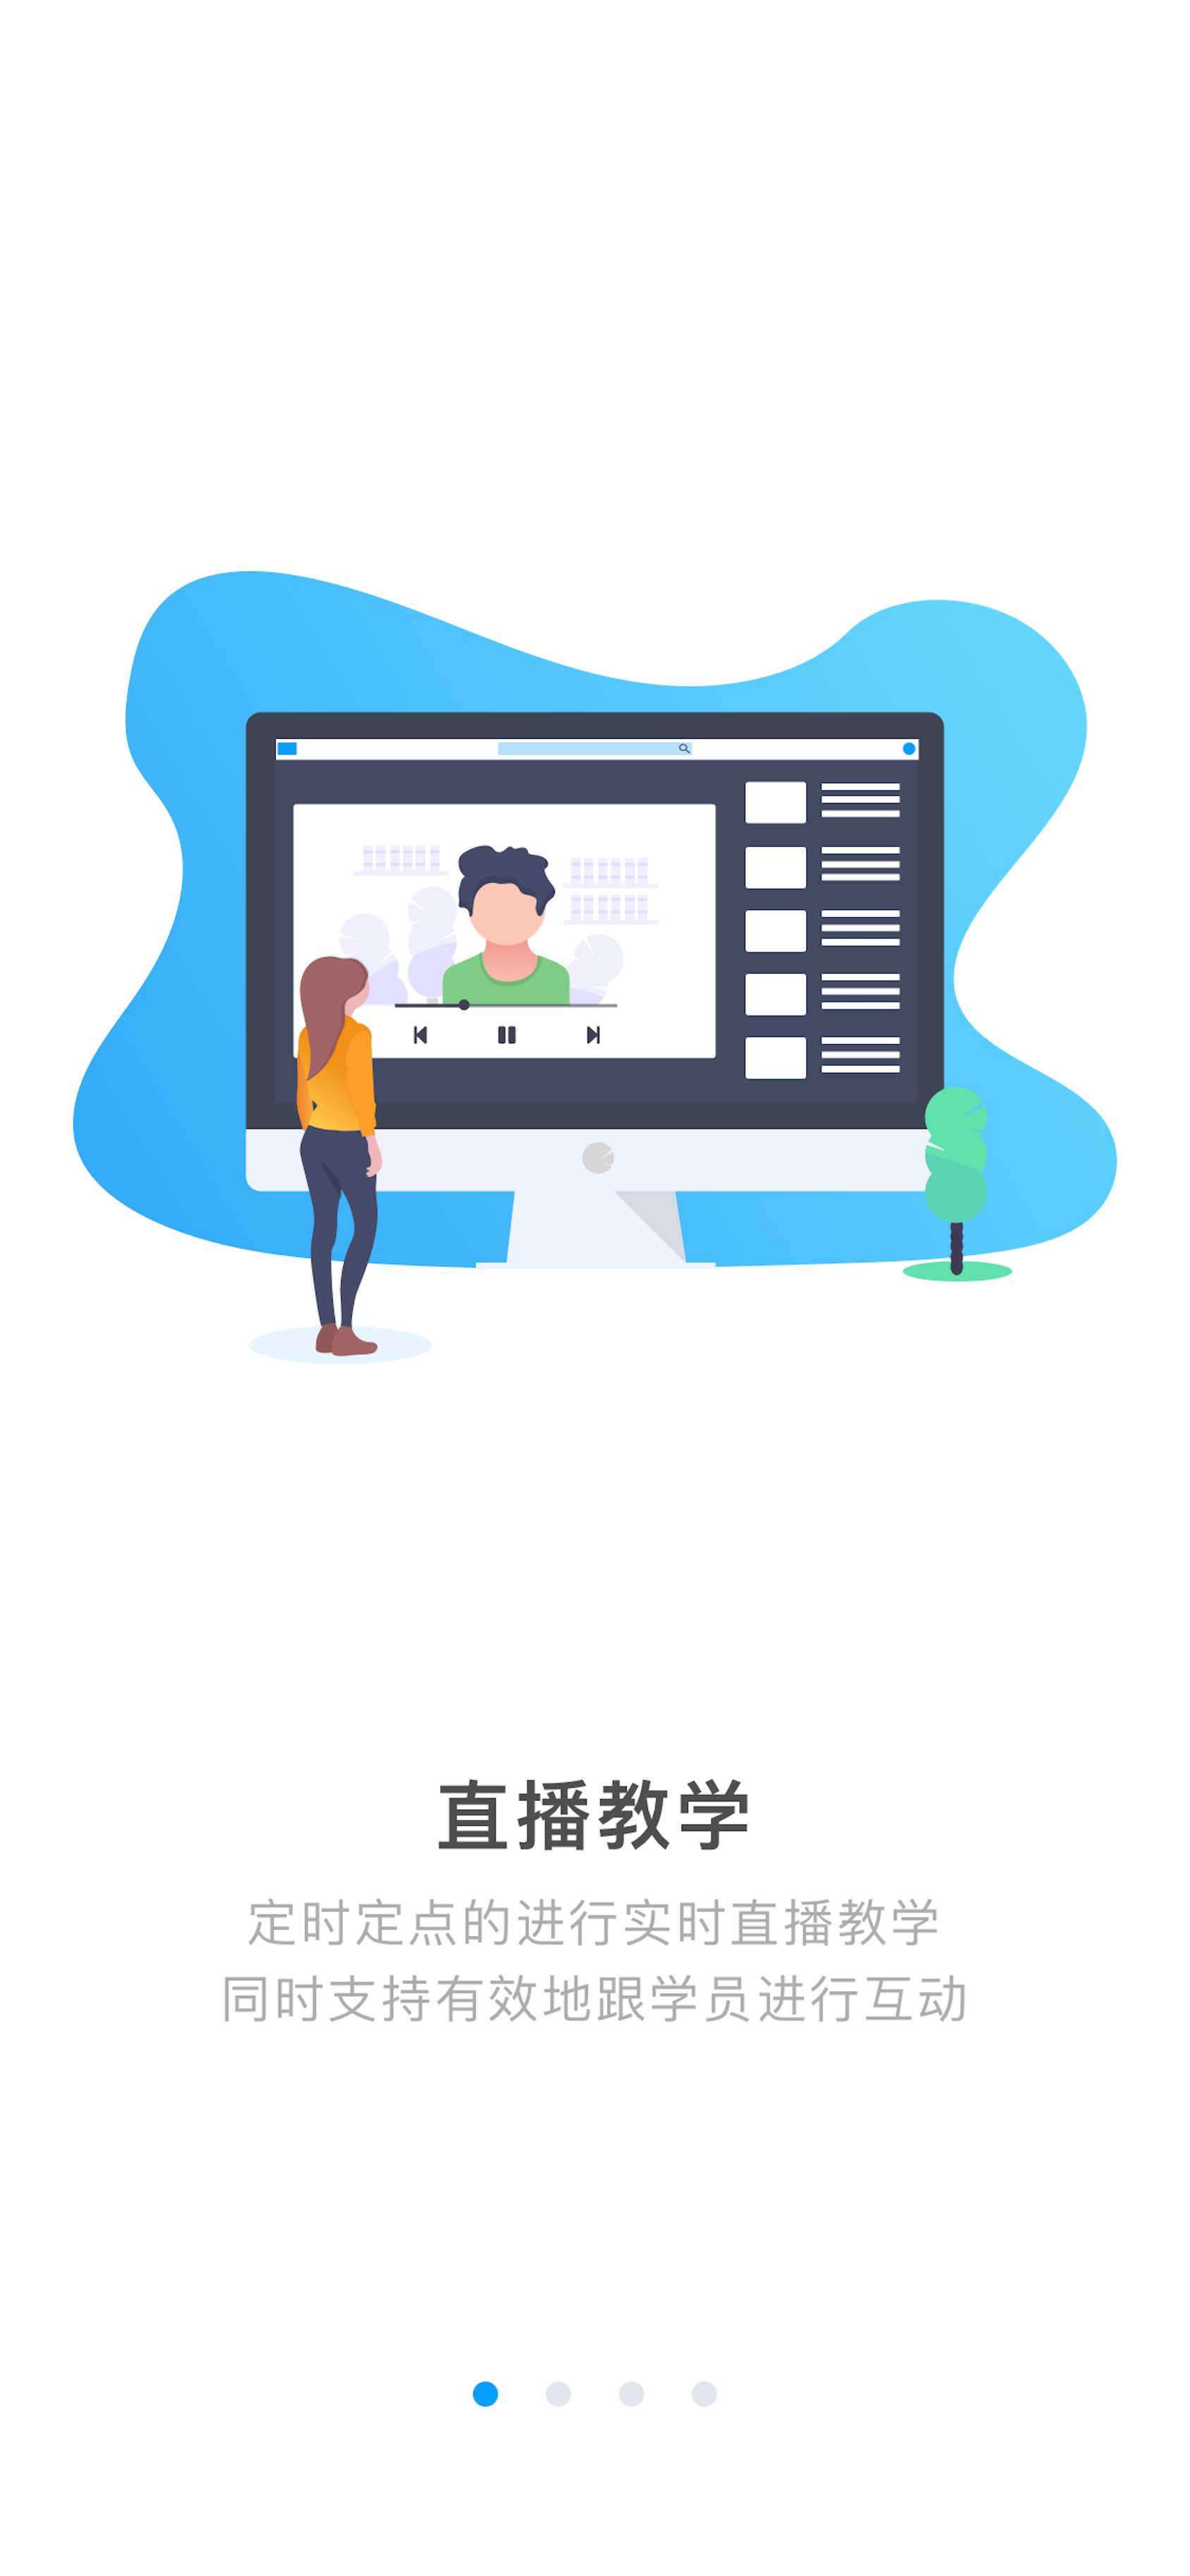 直播教学
定时定点的进行实时直播教学
同时支持有效地跟学员进行互动